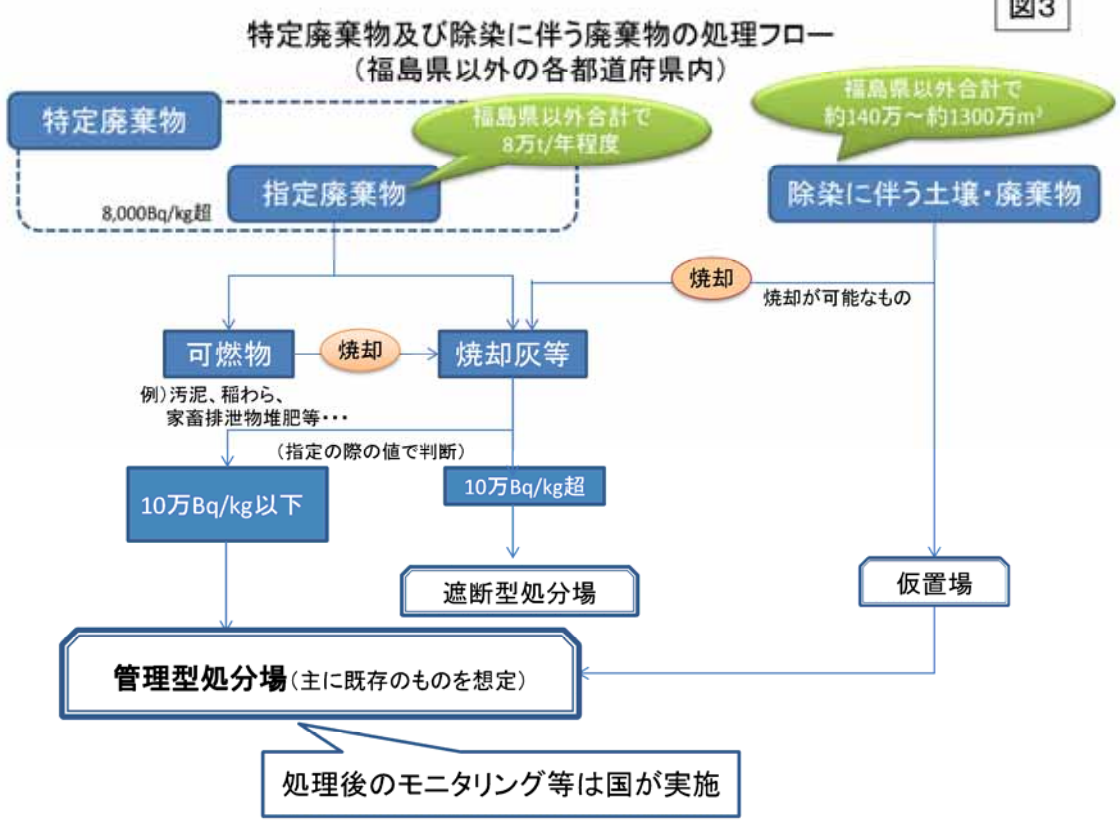 図3
特定廃棄物及び除染に伴う廃棄物の処理フロー
（福島県以外の各都道府県内）
特定廃棄物
福島県以外合計で
8万t/年程度
福島県以外合計で
約140万～約1300万m³
指定廃棄物
8,000Bq/kg超
除染に伴う土壌・廃棄物
焼却
焼却が可能なもの
可燃物
焼却
焼却灰等
例）汚泥、稲わら、
家畜排泄物堆肥等・・・
（指定の際の値で判断）
10万Bq/kg以下
10万Bq/kg超
遮断型処分場
仮置場
管理型処分場（主に既存のものを想定）
処理後のモニタリング等は国が実施